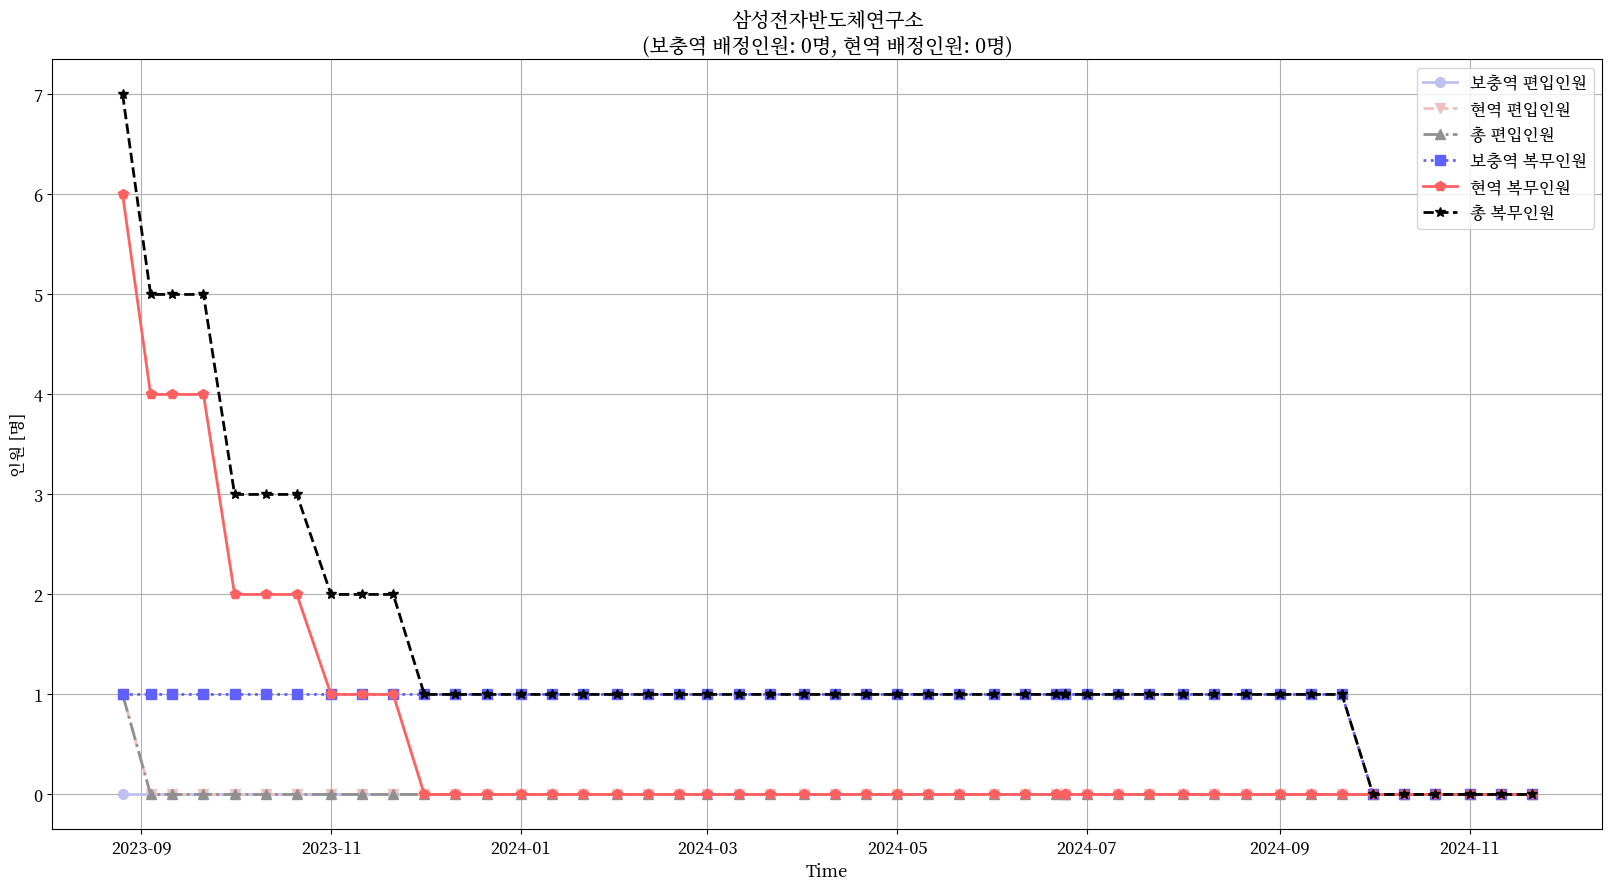 삼성전자반도체연구소
(보충역 배정인원: 0명, 현역 배정인원: 0명)
보충역 편입인원
현역 편입인원
총 편입인원
보충역 복무인원
현역 복무인원
총 복무인원
인원 [명]
7
6
5
4
3
2
1
0
2023-09
2023-11
2024-01
2024-03
2024-05
2024-07
2024-09
2024-11
Time